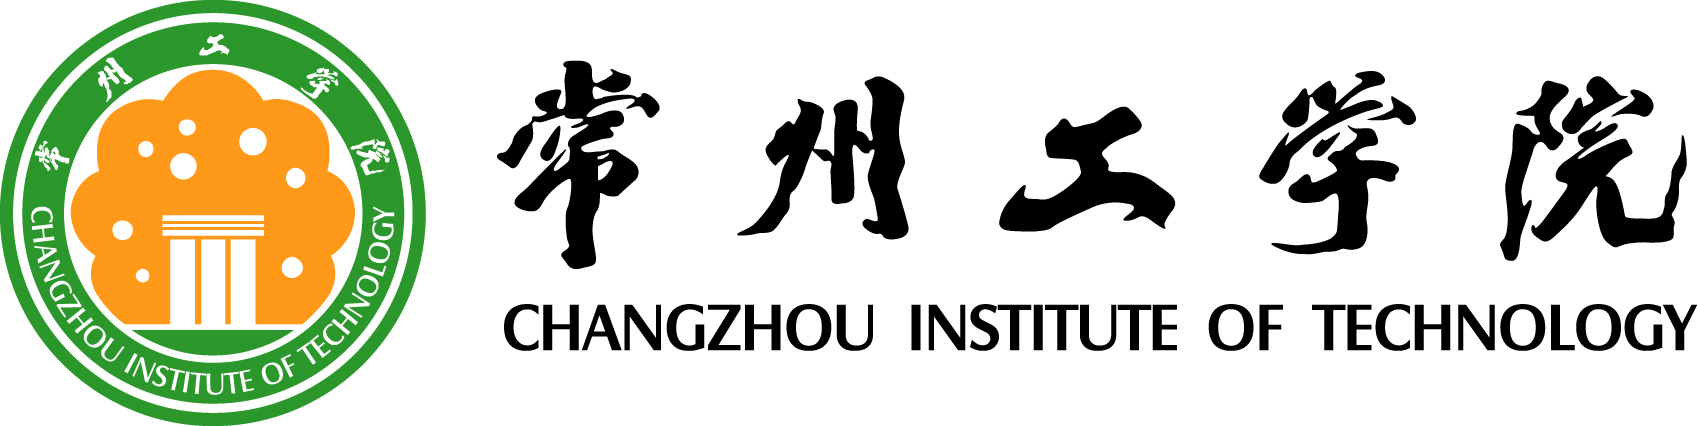 常州工学院
CHANGZHOU INSTITUTE OF TECHNOLOGY
常州工学院
CHANGZHOU INSTITUTE OF TECHNOLOGY